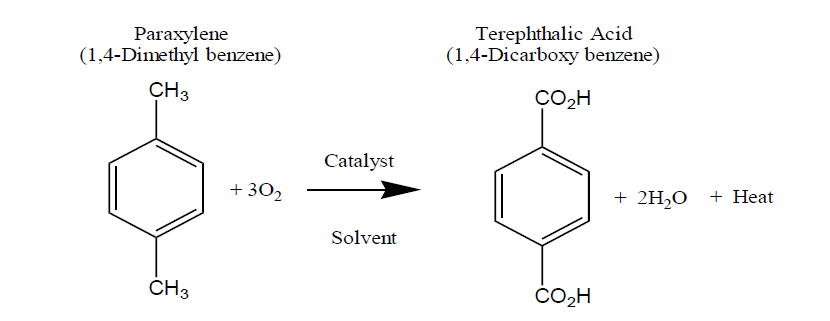 Paraxylene
(1,4-Dimethyl benzene)
CH3
CH3
+ 3O2
Catalyst
Solvent
Terephthalic Acid
(1,4-Dicarboxy benzene)
CO2H
CO2H
+ 2H2O + Heat